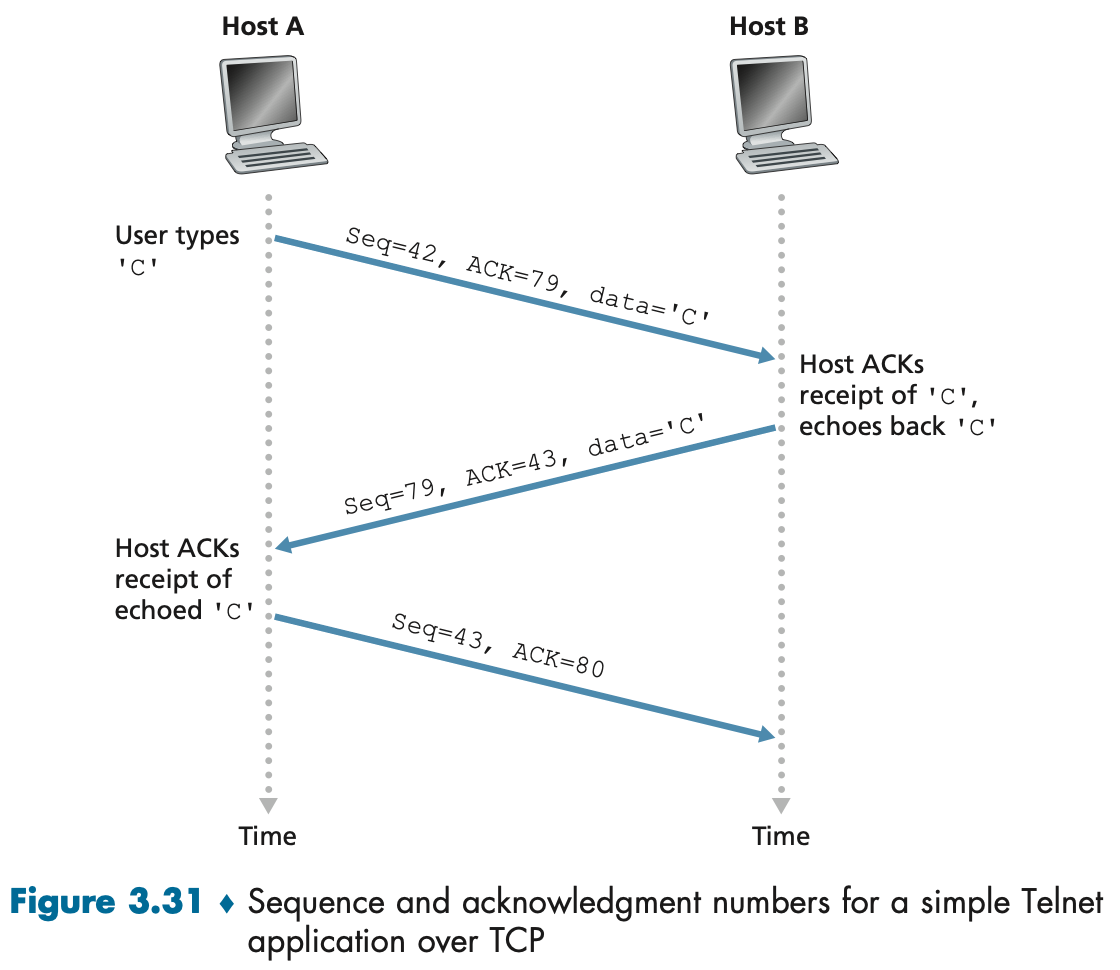 Host A
Host B
User types
'C'
Seq=42, ACK=79, data='C'
Host ACKs
receipt of 'C',
echoes back 'C'
Seq=79, ACK=43, data='C'
Host ACKs
receipt of
echoed 'C'
Seq=43, ACK=80
Time
Time
Figure 3.31 ♦ Sequence and acknowledgment numbers for a simple Telnet
application over TCP